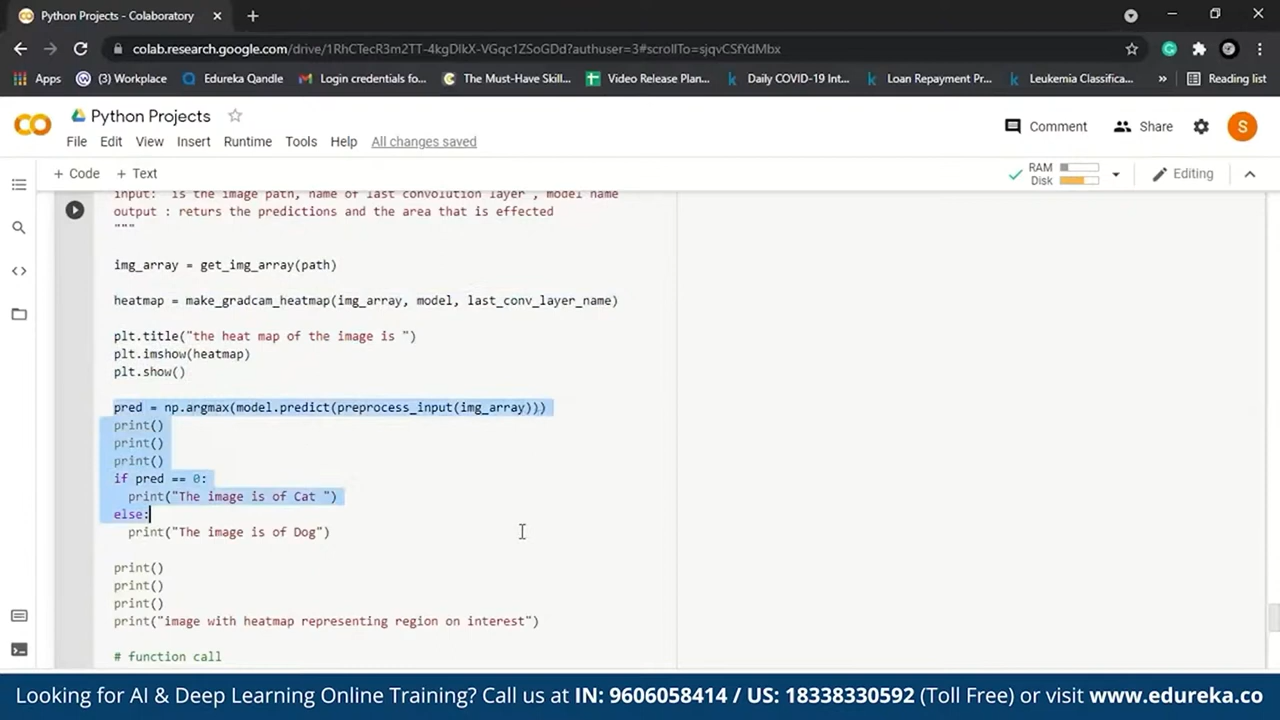 Python Projects - Colaboratory
colab.research.google.com/drive/1RhCTecR3m2TT-4kgDlkX-VGqc1ZSoGDd?authuser=3#scrollTo=sjqvCSfYdMbx
Apps (3) Workplace Edureka Qandle Login credentials fo... The Must-Have Skill... Video Release Plan... Daily COVID-19 Int... Loan Repayment Pr... Leukemia Classifica... » Reading list
Python Projects
Comment Share S
File Edit View Insert Runtime Tools Help All changes saved
+ Code + Text RAM Disk Editing
input: is the image path, name of last convolution layer , model name
output : returs the predictions and the area that is effected
"""
img_array = get_img_array(path)
heatmap = make_gradcam_heatmap(img_array, model, last_conv_layer_name)
plt.title("the heat map of the image is ")
plt.imshow(heatmap)
plt.show()
pred = np.argmax(model.predict(preprocess_input(img_array)))
print()
print()
print()
if pred == 0:
print("The image is of Cat ")
else:
print("The image is of Dog")
print()
print()
print()
print("image with heatmap representing region on interest")
# function call
Looking for AI & Deep Learning Online Training? Call us at IN: 9606058414 / US: 18338330592 (Toll Free) or visit www.edureka.co